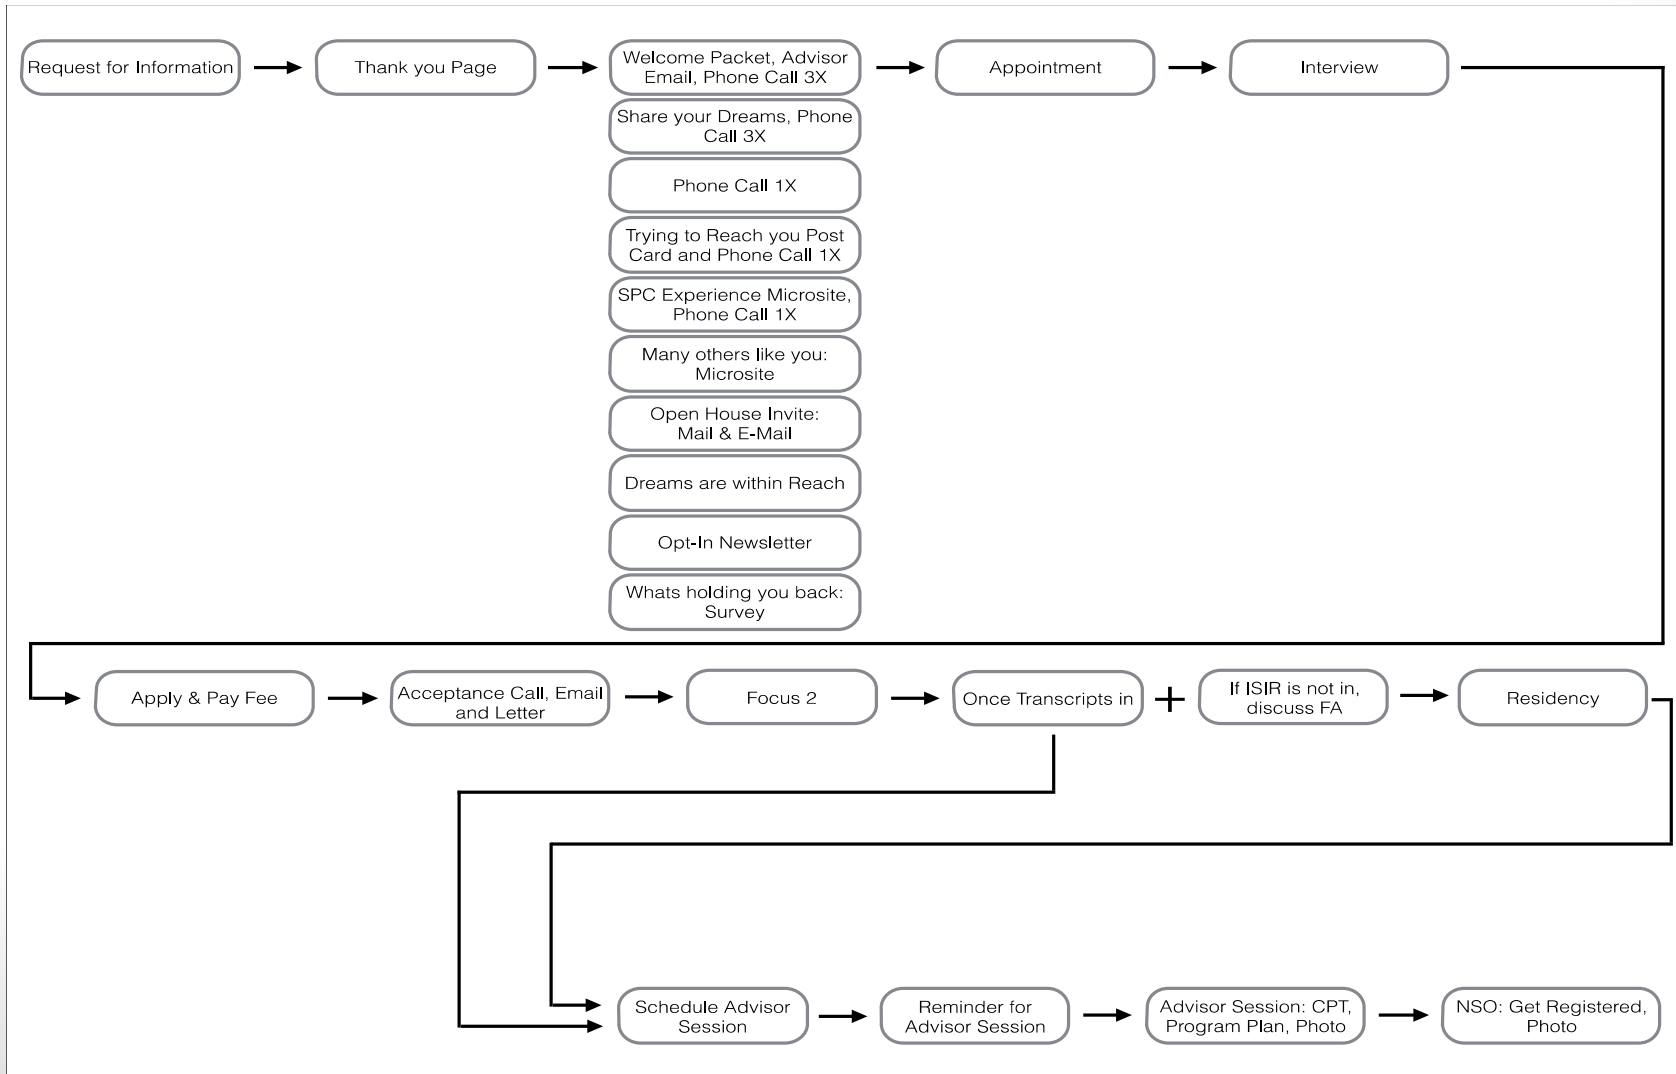 Request for Information
Thank you Page
Welcome Packet, Advisor
Email, Phone Call 3X
Appointment
Interview
Share your Dreams, Phone
Call 3X
Phone Call 1X
Trying to Reach you Post
Card and Phone Call 1X
SPC Experience Microsite,
Phone Call 1X
Many others like you:
Microsite
Open House Invite:
Mail & E-Mail
Dreams are within Reach
Opt-In Newsletter
Whats holding you back:
Survey
Apply & Pay Fee
Acceptance Call, Email
and Letter
Focus 2
Once Transcripts in
+
If ISIR is not in,
discuss FA
Residency
Schedule Advisor
Session
Reminder for
Advisor Session
Advisor Session: CPT,
Program Plan, Photo
NSO: Get Registered,
Photo